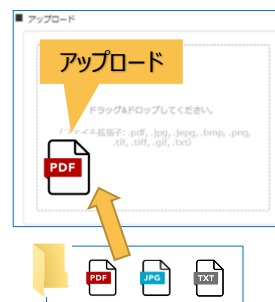 ■ アップロード
アップロード
ドラッグ&ドロップしてください。
(ファイル拡張子: .pdf, .jpg, .jepg, .bmp, .png,
.tif, .tiff, .gif, .txt)
PDF
PDF
JPG
TXT